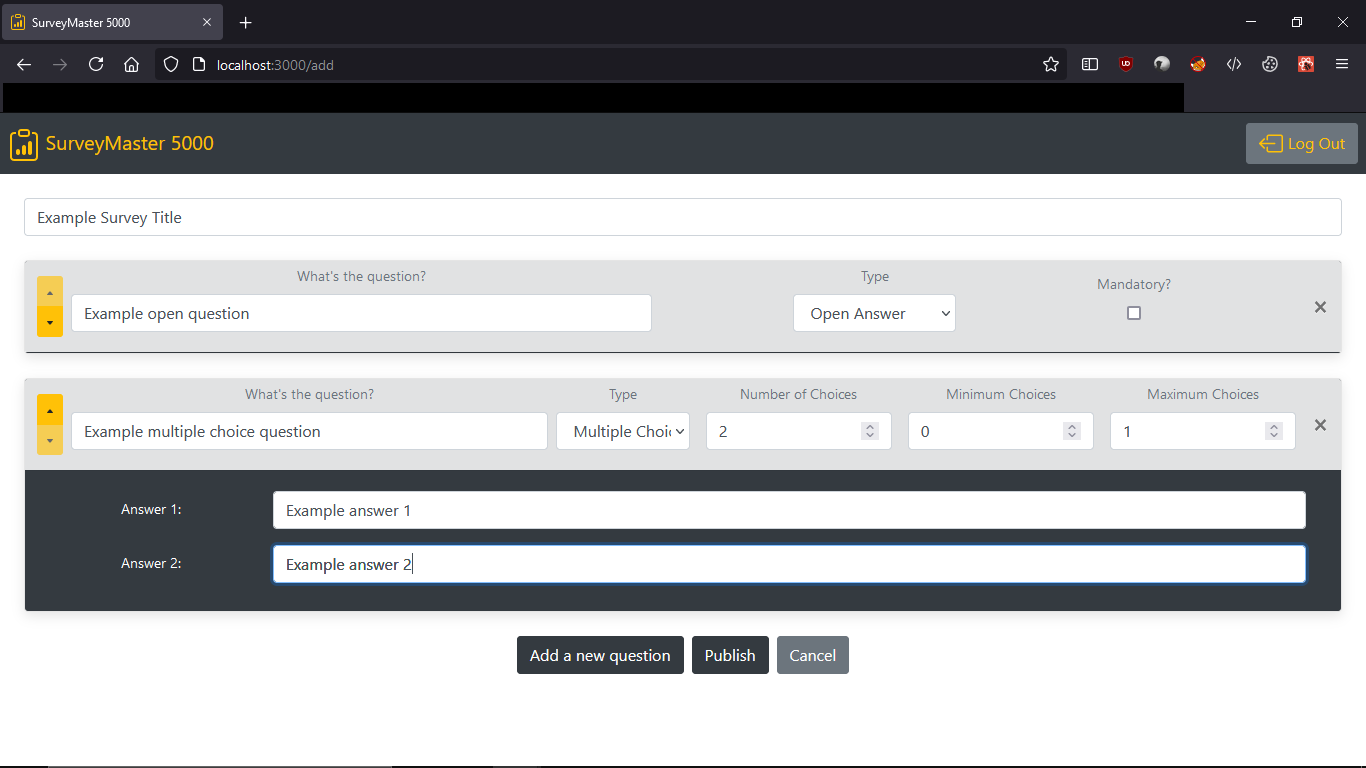 SurveyMaster 5000
localhost:3000/add
SurveyMaster 5000
Log Out
Example Survey Title
What's the question?
Type
Mandatory?
Example open question
Open Answer
What's the question?
Type
Number of Choices
Minimum Choices
Maximum Choices
Example multiple choice question
Multiple Choic
2
0
1
Answer 1:
Example answer 1
Answer 2:
Example answer 2
Add a new question
Publish
Cancel